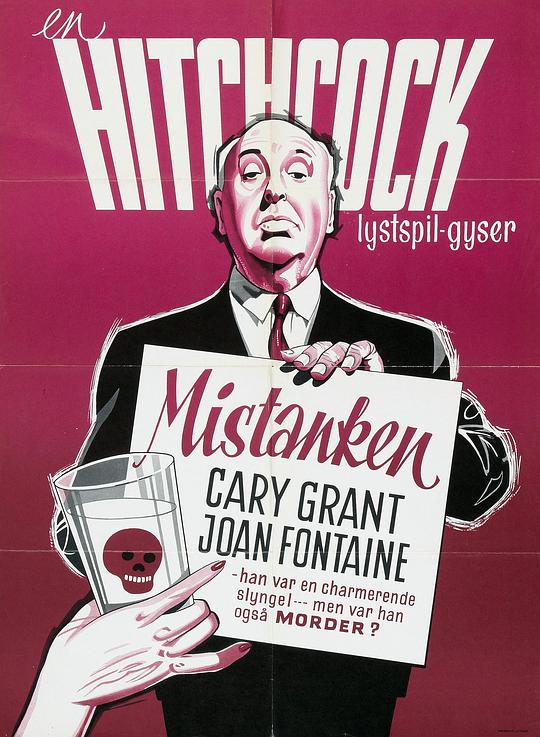 en
HITCHCOCK
lystspil-gyser
Mistanken
CARY GRANT
JOAN FONTAINE
-han var en charmerende
slyngel--- men var han
også MORDER?